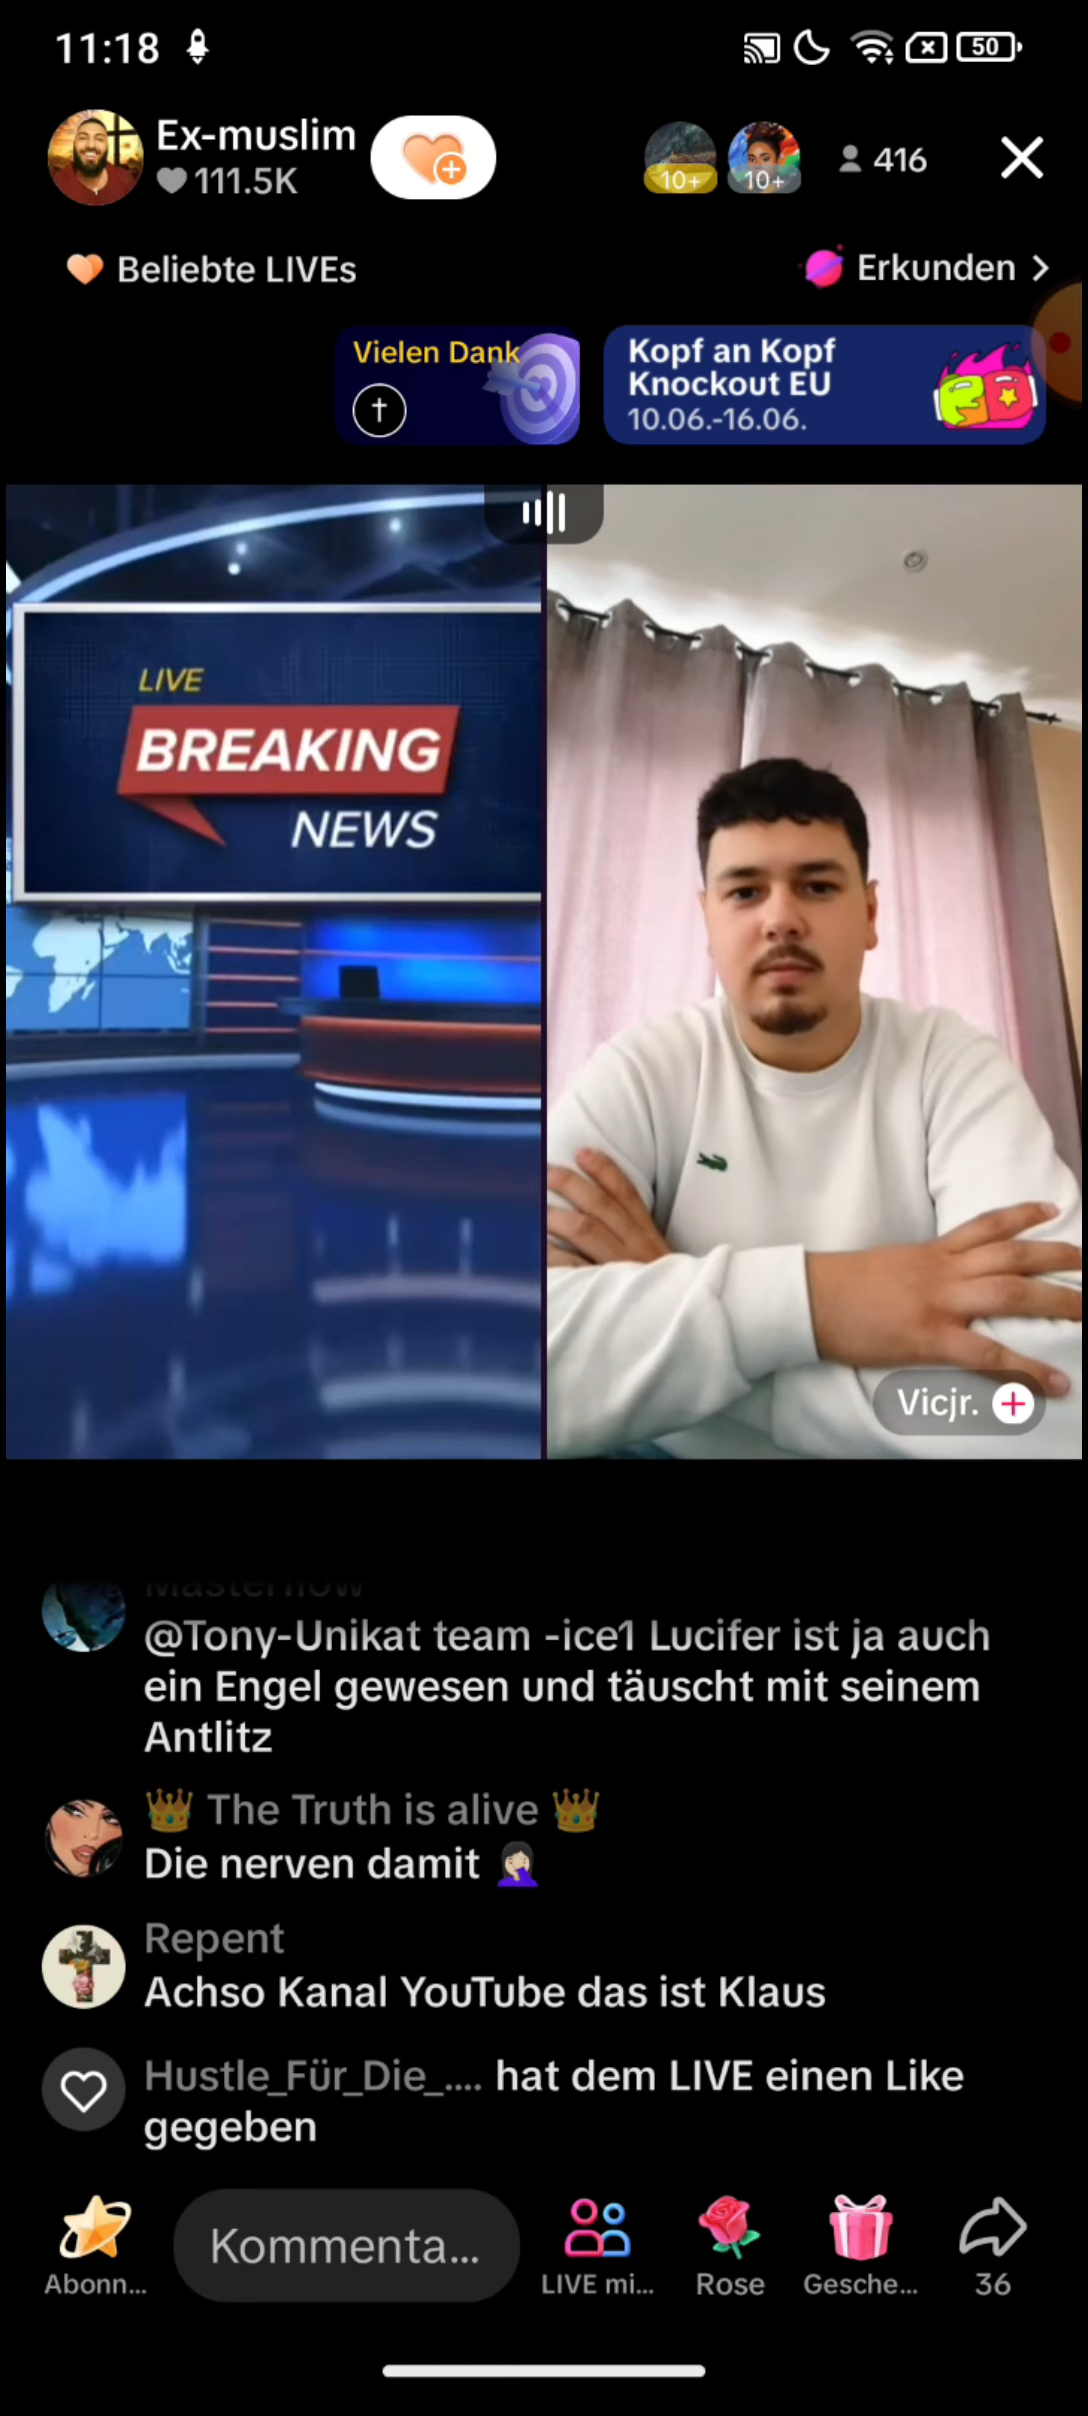 11:18
50
Ex-muslim
111.5K
10+
10+
416
Beliebte LIVEs
Erkunden >
Vielen Dank
Kopf an Kopf
Knockout EU
10.06.-16.06.
LIVE
BREAKING
NEWS
Vicjr.
Masterflow
@Tony-Unikat team -ice1 Lucifer ist ja auch
ein Engel gewesen und täuscht mit seinem
Antlitz
👑 The Truth is alive 👑
Die nerven damit 🤦🏻‍♀️
Repent
Achso Kanal YouTube das ist Klaus
Hustle_Für_Die_.... hat dem LIVE einen Like
gegeben
Kommenta...
Abonn...
LIVE mi...
Rose
Gesche...
36